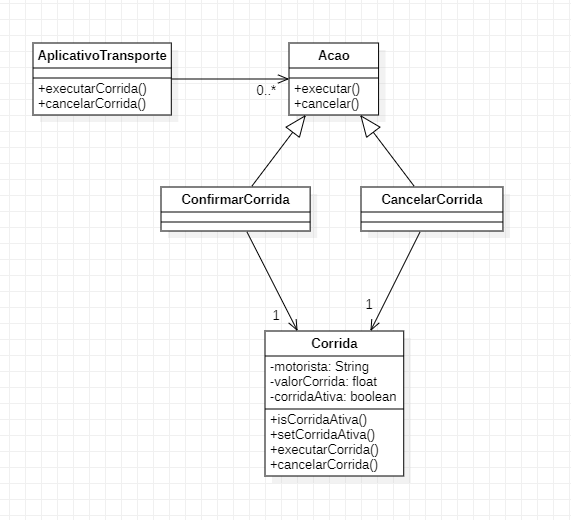 AplicativoTransporte
+executarCorrida()
+cancelarCorrida()
0..*
Acao
+executar()
+cancelar()
ConfirmarCorrida
CancelarCorrida
1
1
Corrida
-motorista: String
-valorCorrida: float
-corridaAtiva: boolean
+isCorridaAtiva()
+setCorridaAtiva()
+executarCorrida()
+cancelarCorrida()